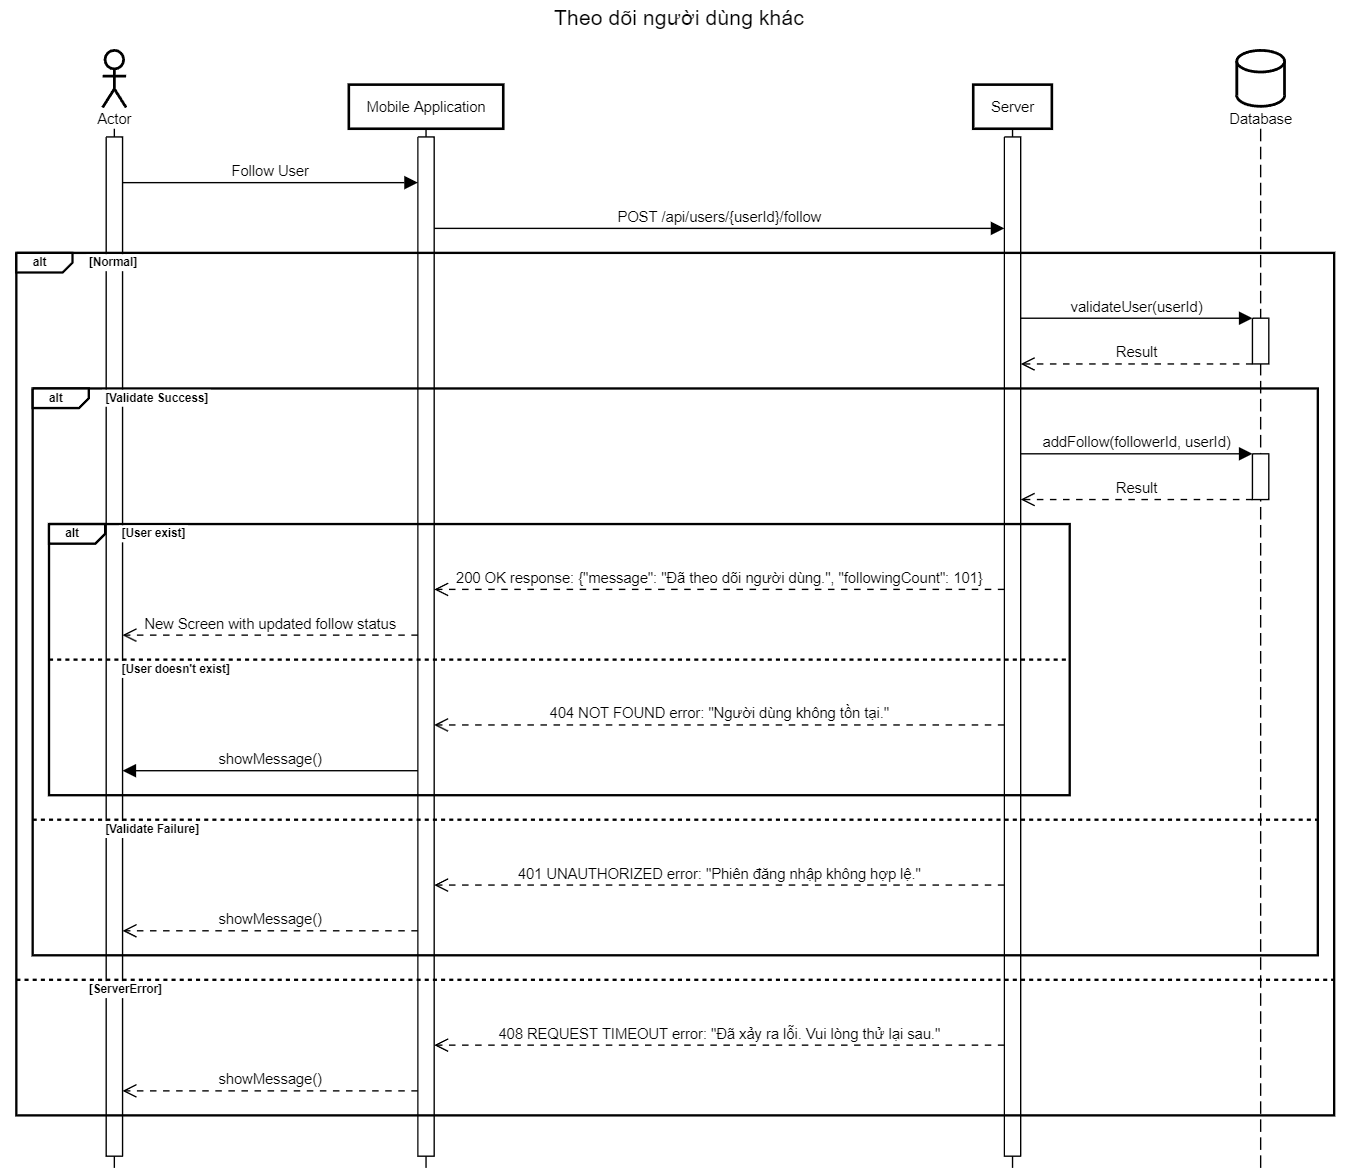 Theo dõi người dùng khác
Actor
Mobile Application
Server
Database
Follow User
POST /api/users/{userId}/follow
alt [Normal]
validateUser(userId)
Result
alt [Validate Success]
addFollow(followerId, userId)
Result
alt [User exist]
200 OK response: {"message": "Đã theo dõi người dùng.", "followingCount": 101}
New Screen with updated follow status
[User doesn't exist]
404 NOT FOUND error: "Người dùng không tồn tại."
showMessage()
[Validate Failure]
401 UNAUTHORIZED error: "Phiên đăng nhập không hợp lệ."
showMessage()
[ServerError]
408 REQUEST TIMEOUT error: "Đã xảy ra lỗi. Vui lòng thử lại sau."
showMessage()